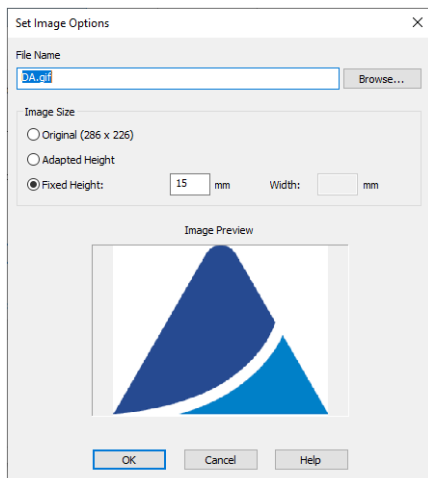 Set Image Options
File Name
DA.gif
Browse...
Image Size
Original (286 x 226)
Adapted Height
Fixed Height: 15 mm Width: mm
Image Preview
OK Cancel Help